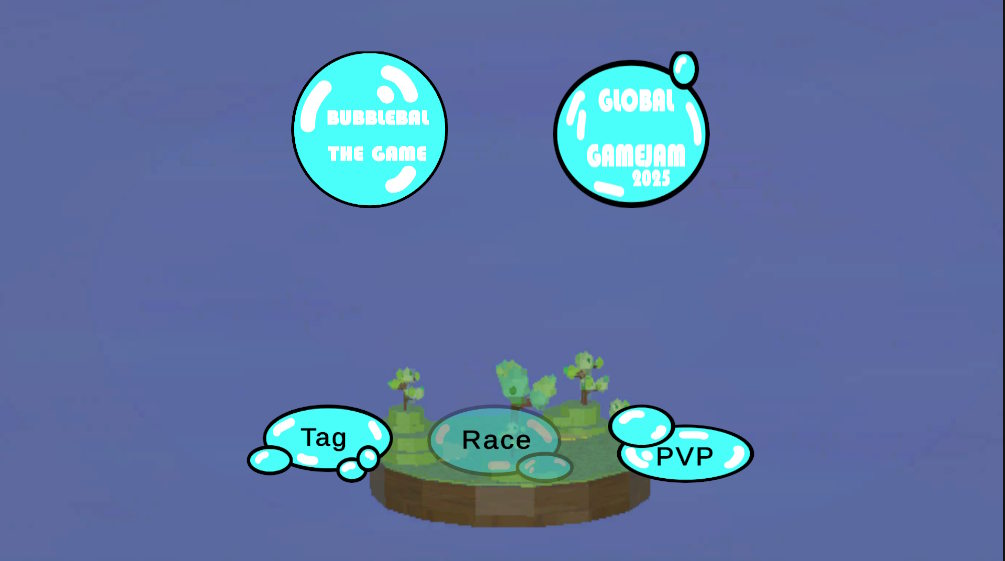 BUBBLEBAL
THE GAME
GLOBAL
GAMEJAM
2025
Tag
Race
PVP